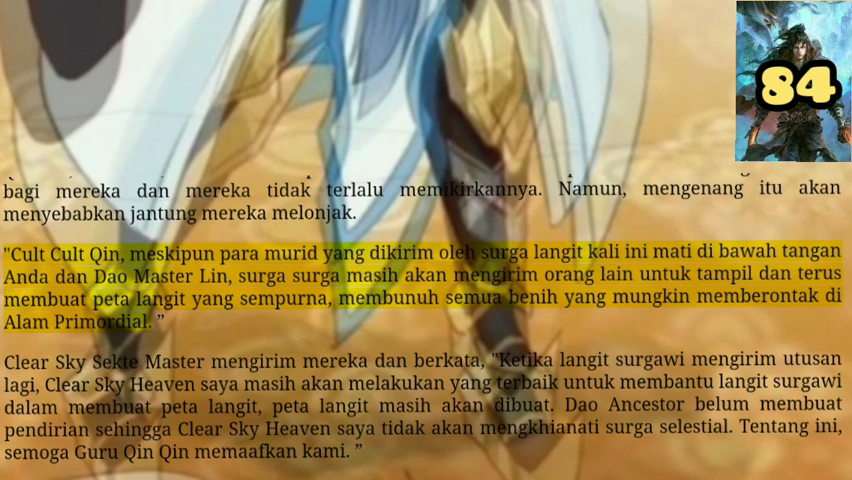 84
bagi mereka dan mereka tidak terlalu memikirkannya. Namun, mengenang itu akan
menyebabkan jantung mereka melonjak.
"Cult Cult Qin, meskipun para murid yang dikirim oleh surga langit kali ini mati di bawah tangan
Anda dan Dao Master Lin, surga surga masih akan mengirim orang lain untuk tampil dan terus
membuat peta langit yang sempurna, membunuh semua benih yang mungkin memberontak di
Alam Primordial. ”
Clear Sky Sekte Master mengirim mereka dan berkata, "Ketika langit surgawi mengirim utusan
lagi, Clear Sky Heaven saya masih akan melakukan yang terbaik untuk membantu langit surgawi
dalam membuat peta langit, peta langit masih akan dibuat. Dao Ancestor belum membuat
pendirian sehingga Clear Sky Heaven saya tidak akan mengkhianati surga selestial. Tentang ini,
semoga Guru Qin Qin memaafkan kami. ”